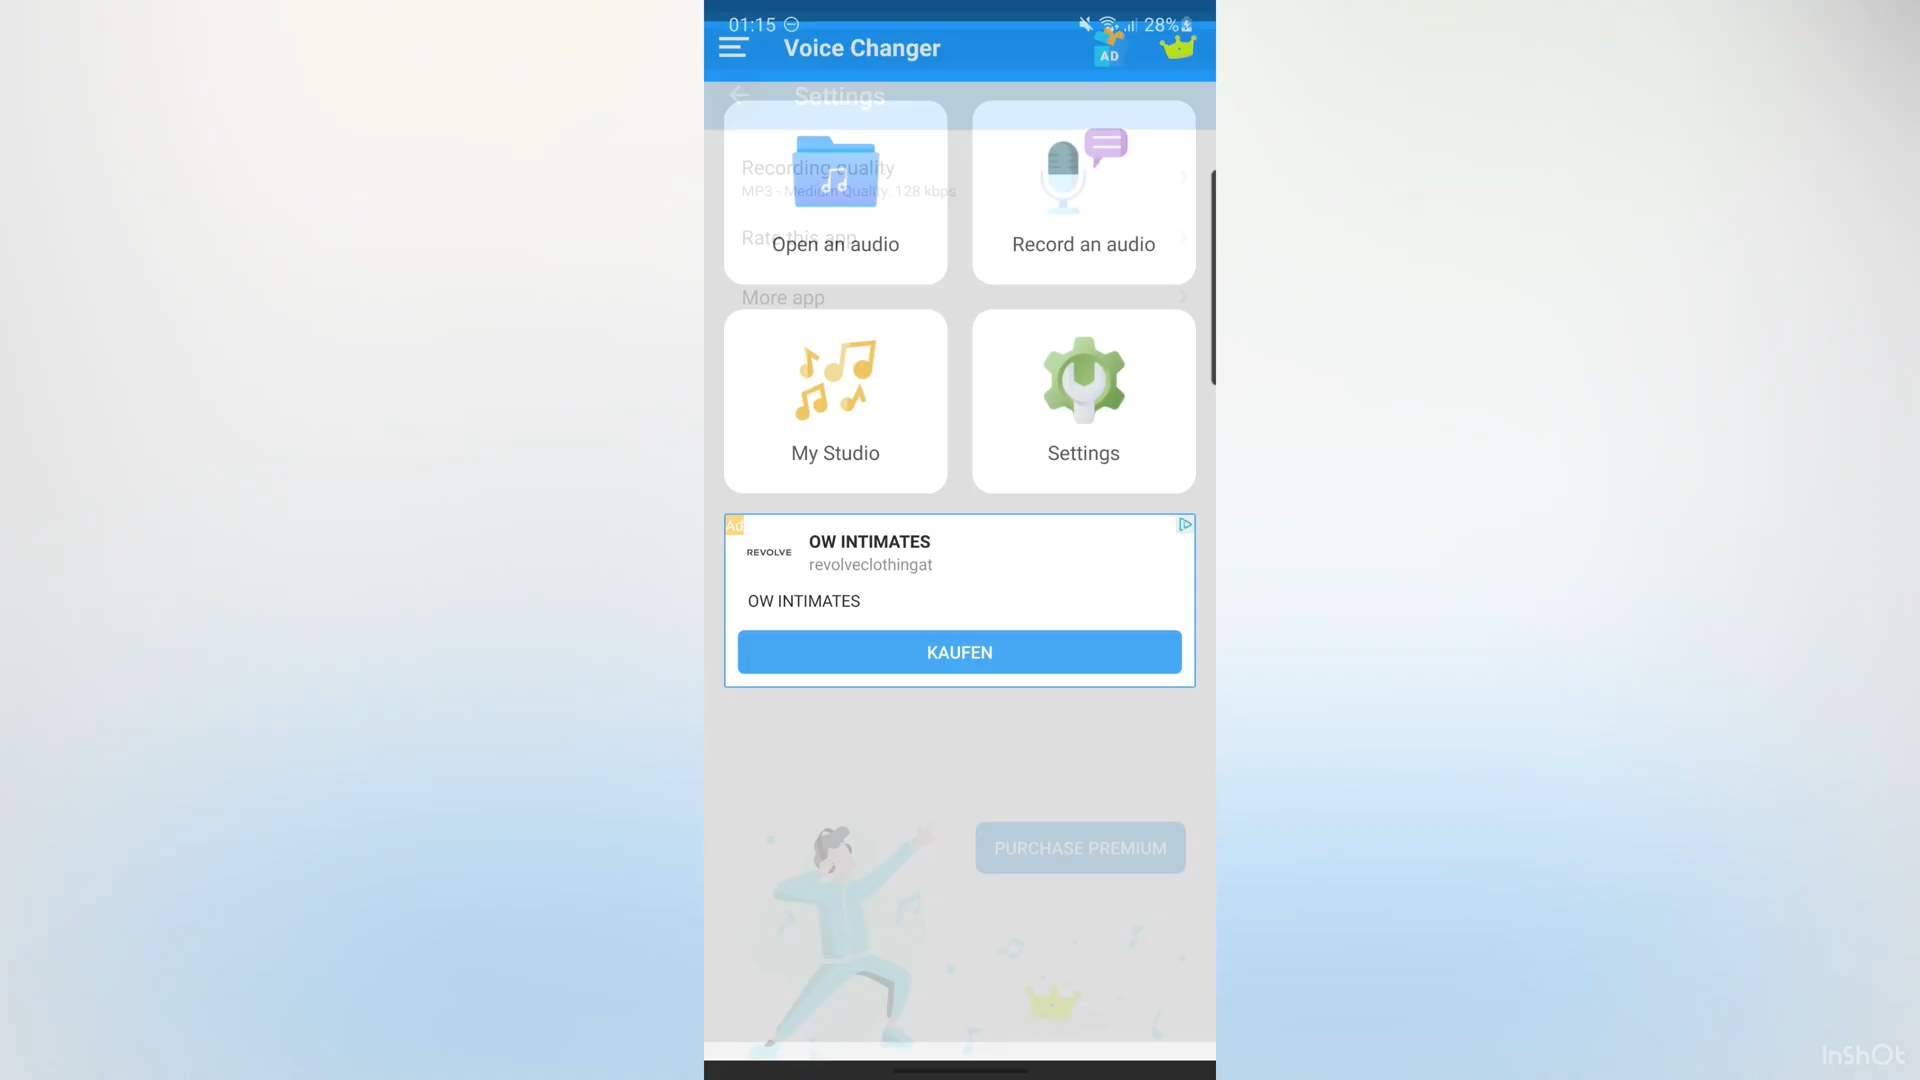 01:15
28%
Voice Changer
AD
Settings
Recording quality
MP3 - Medium Quality: 128 kbps
Rate this app
Open an audio
Record an audio
More app
My Studio
Settings
Ad
REVOLVE
OW INTIMATES
revolveclothingat
OW INTIMATES
KAUFEN
PURCHASE PREMIUM
InShOt